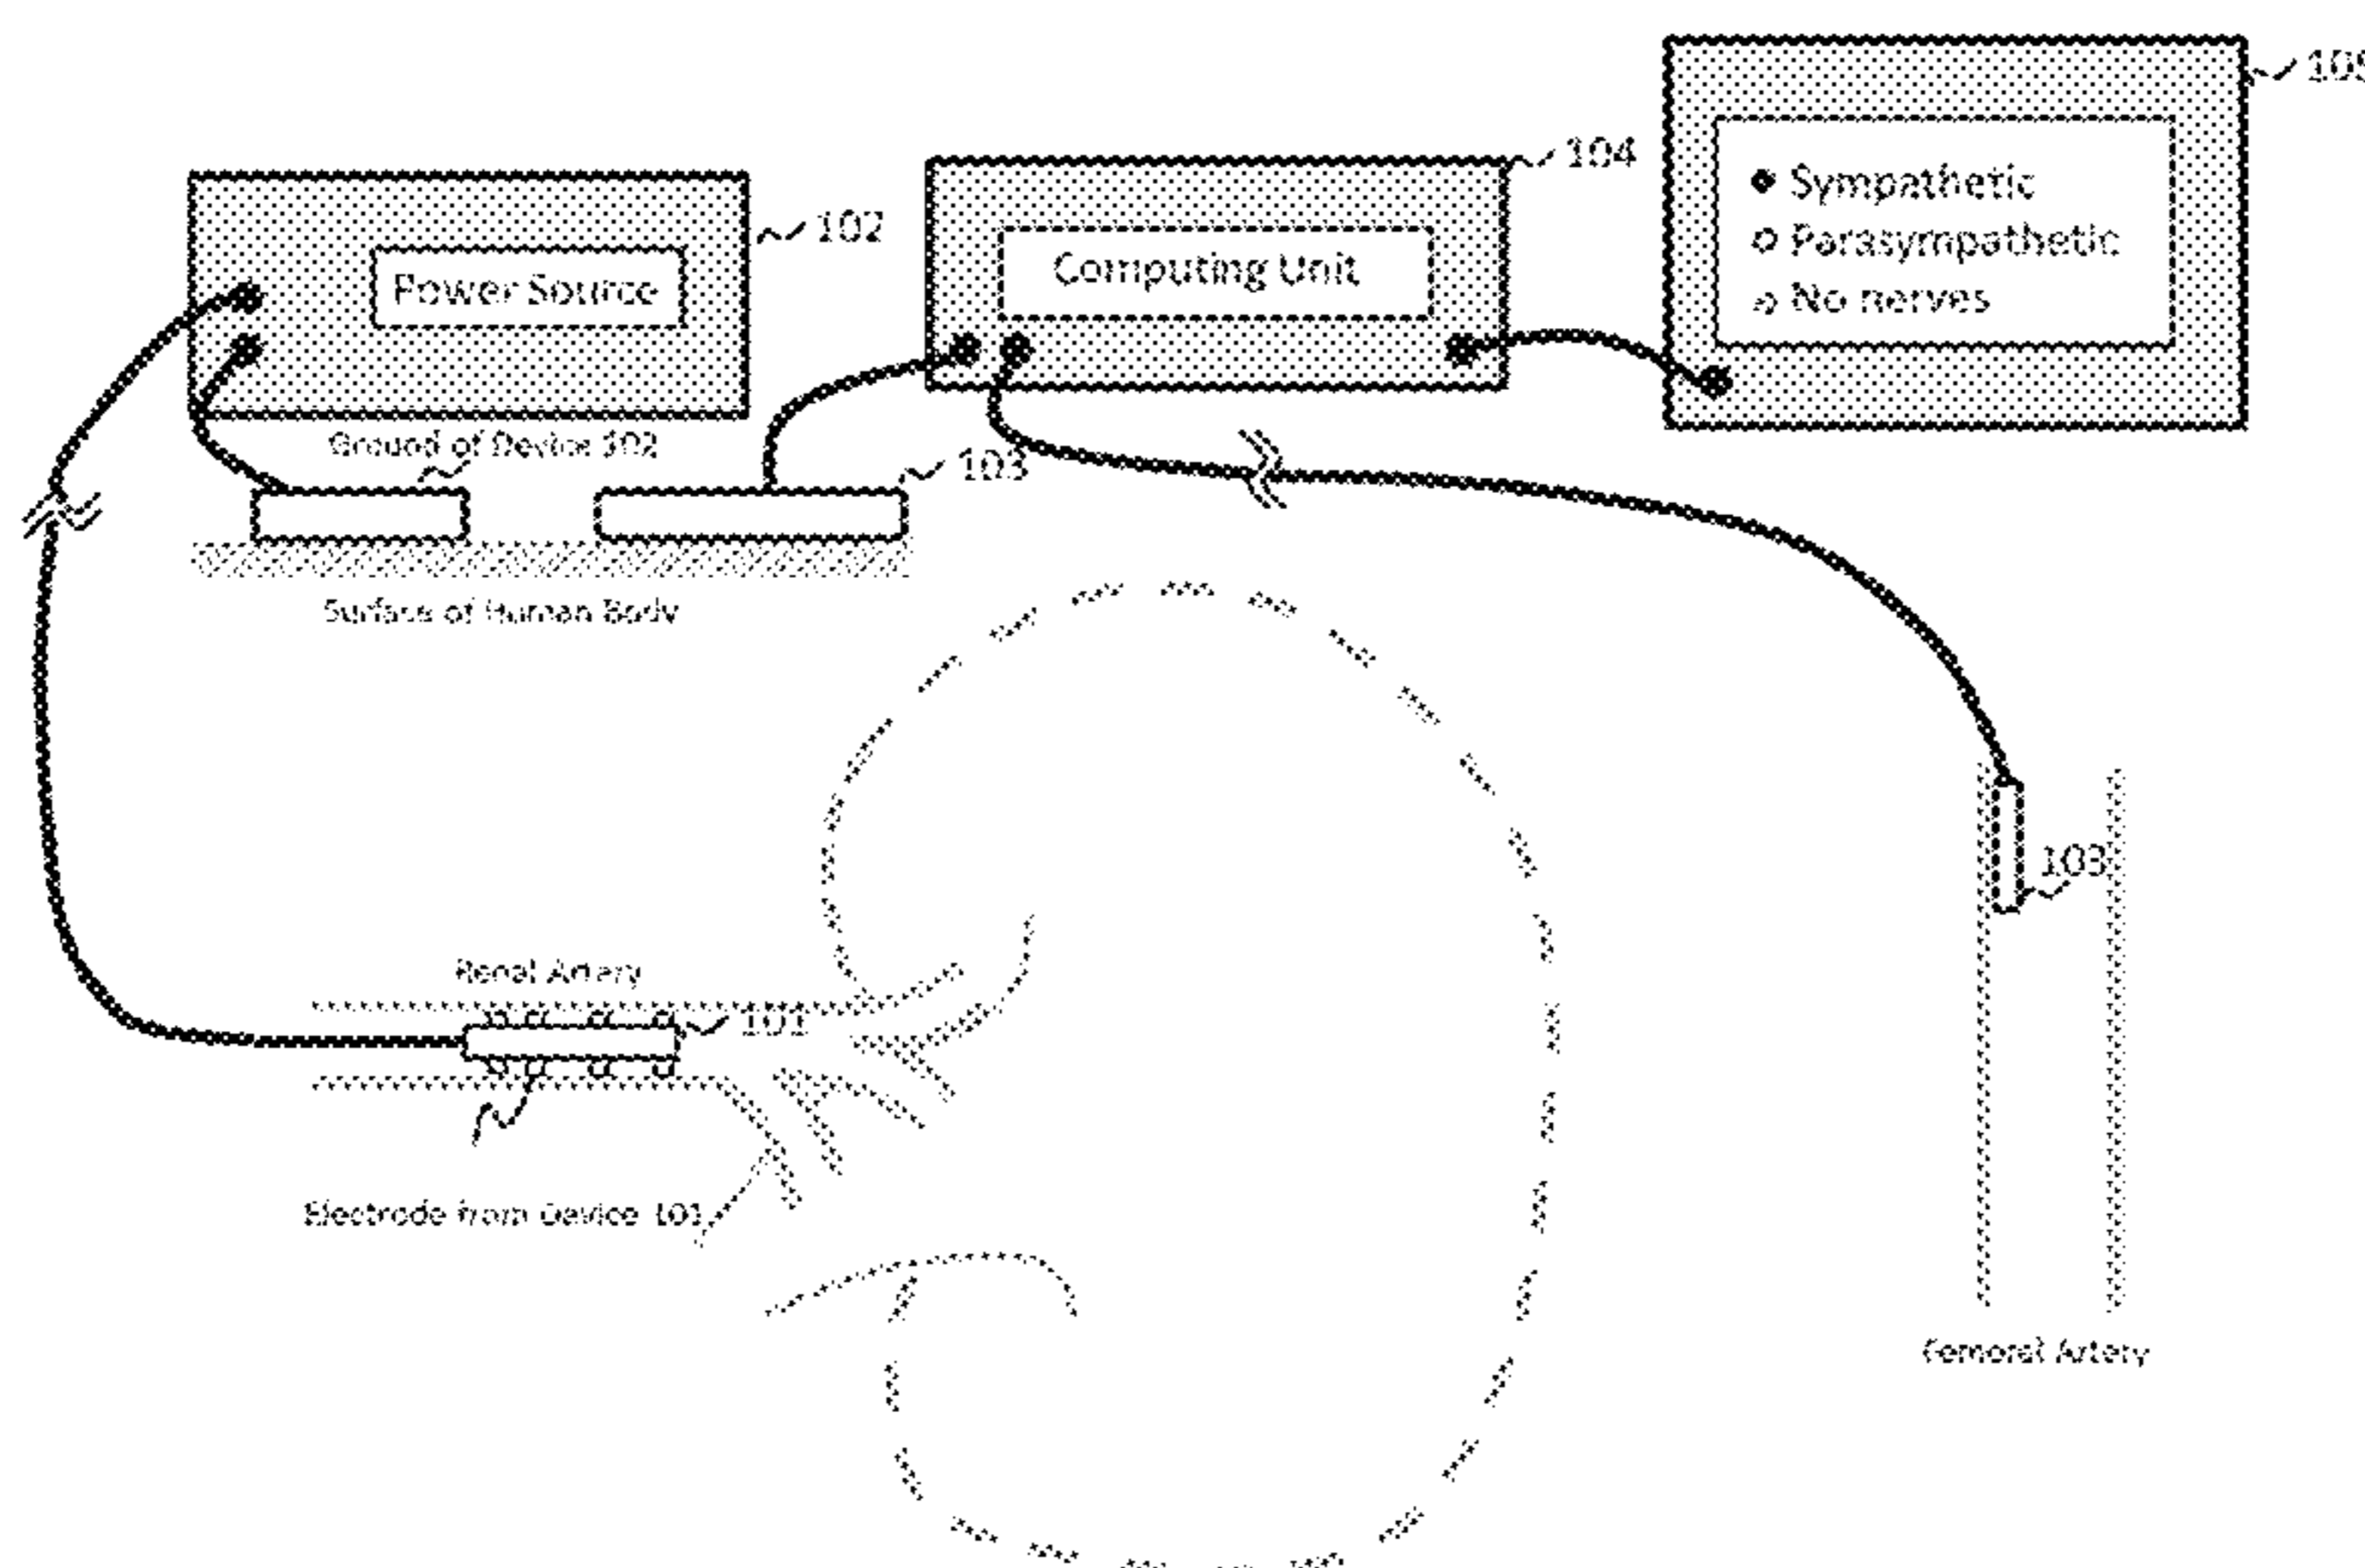 105
104
Sympathetic
102
Parasympathetic
Computing Unit
Power Source
No nerves
Ground of Device 102
103
Surface of Human Body
103
Renal Artery
101
Electrode from Device 101
Femoral Artery